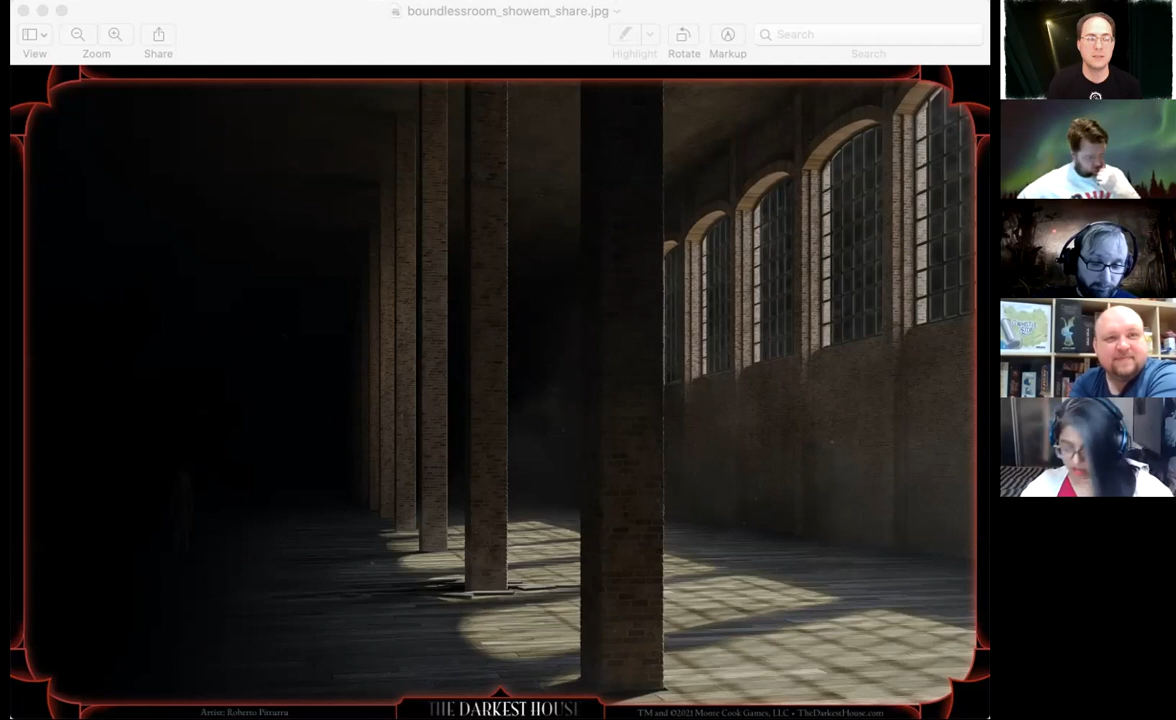 boundlessroom_showem_share.jpg
View Zoom Share Highlight Rotate Markup Search
Search
Artist: Roberto Pitturra
THE DARKEST HOUSE
TM and ©2021 Monte Cook Games, LLC • TheDarkestHouse.com